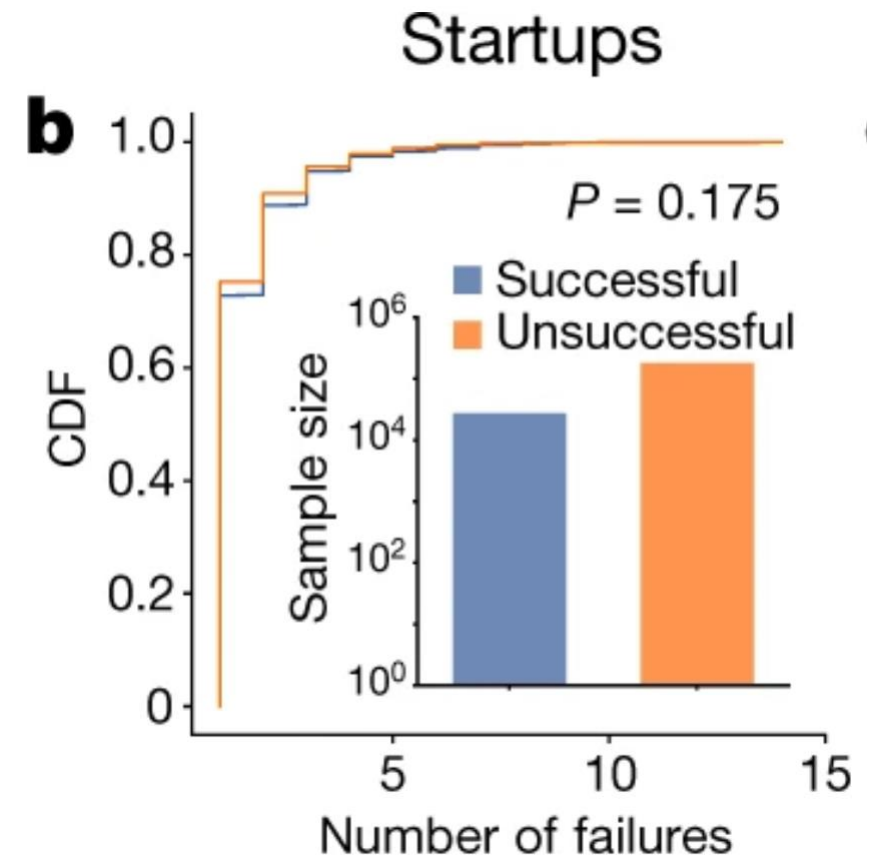 Startups
b
1.0
0.8
0.6
0.4
0.2
0
CDF
P = 0.175
Successful
Unsuccessful
10⁶
10⁴
10²
10⁰
Sample size
5 10 15
Number of failures